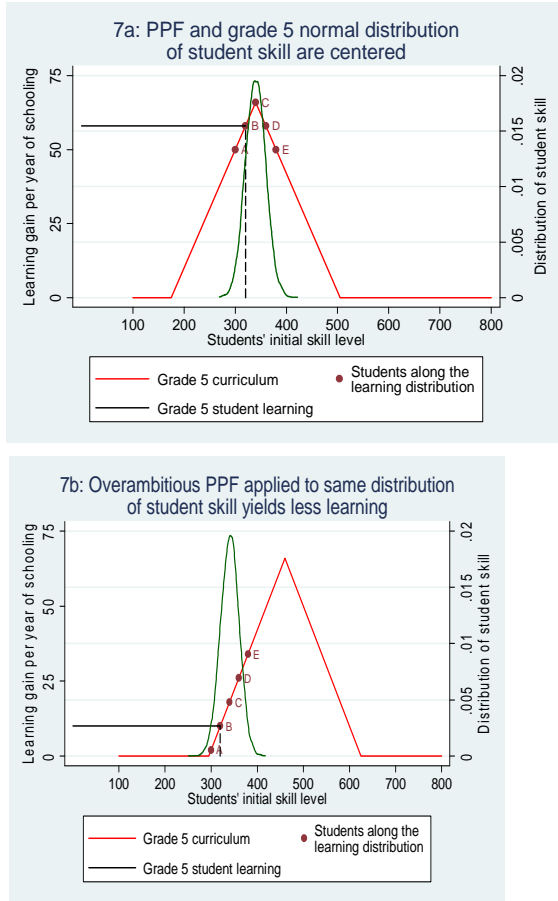 7a: PPF and grade 5 normal distribution
of student skill are centered
Learning gain per year of schooling
75
50
25
0
.02
.015
.01
.005
0
Distribution of student skill
C
B
D
A
E
100 200 300 400 500 600 700 800
Students' initial skill level
Grade 5 curriculum
Students along the
learning distribution
Grade 5 student learning
7b: Overambitious PPF applied to same distribution
of student skill yields less learning
Learning gain per year of schooling
75
50
25
0
.02
.015
.01
.005
0
Distribution of student skill
E
D
C
B
A
100 200 300 400 500 600 700 800
Students' initial skill level
Grade 5 curriculum
Students along the
learning distribution
Grade 5 student learning